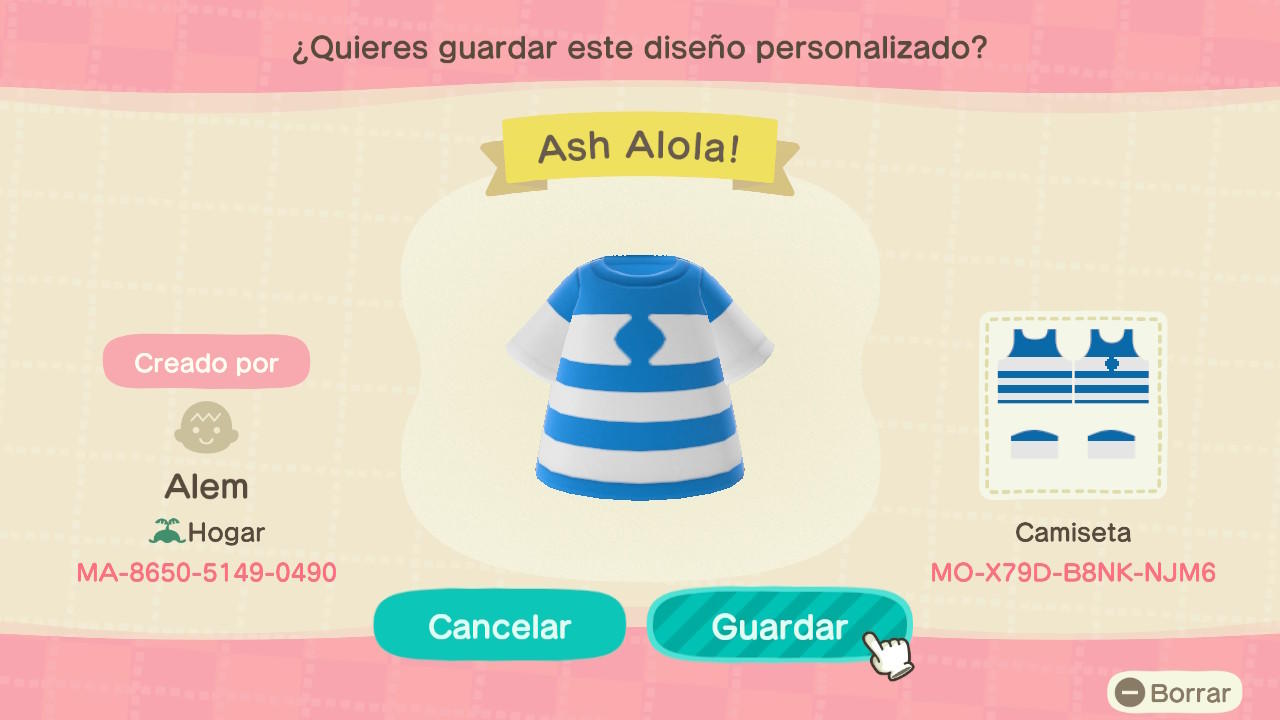 ¿Quieres guardar este diseño personalizado?
Ash Alola!
Creado por
Alem
Hogar
MA-8650-5149-0490
Camiseta
MO-X79D-B8NK-NJM6
Cancelar
Guardar
Borrar